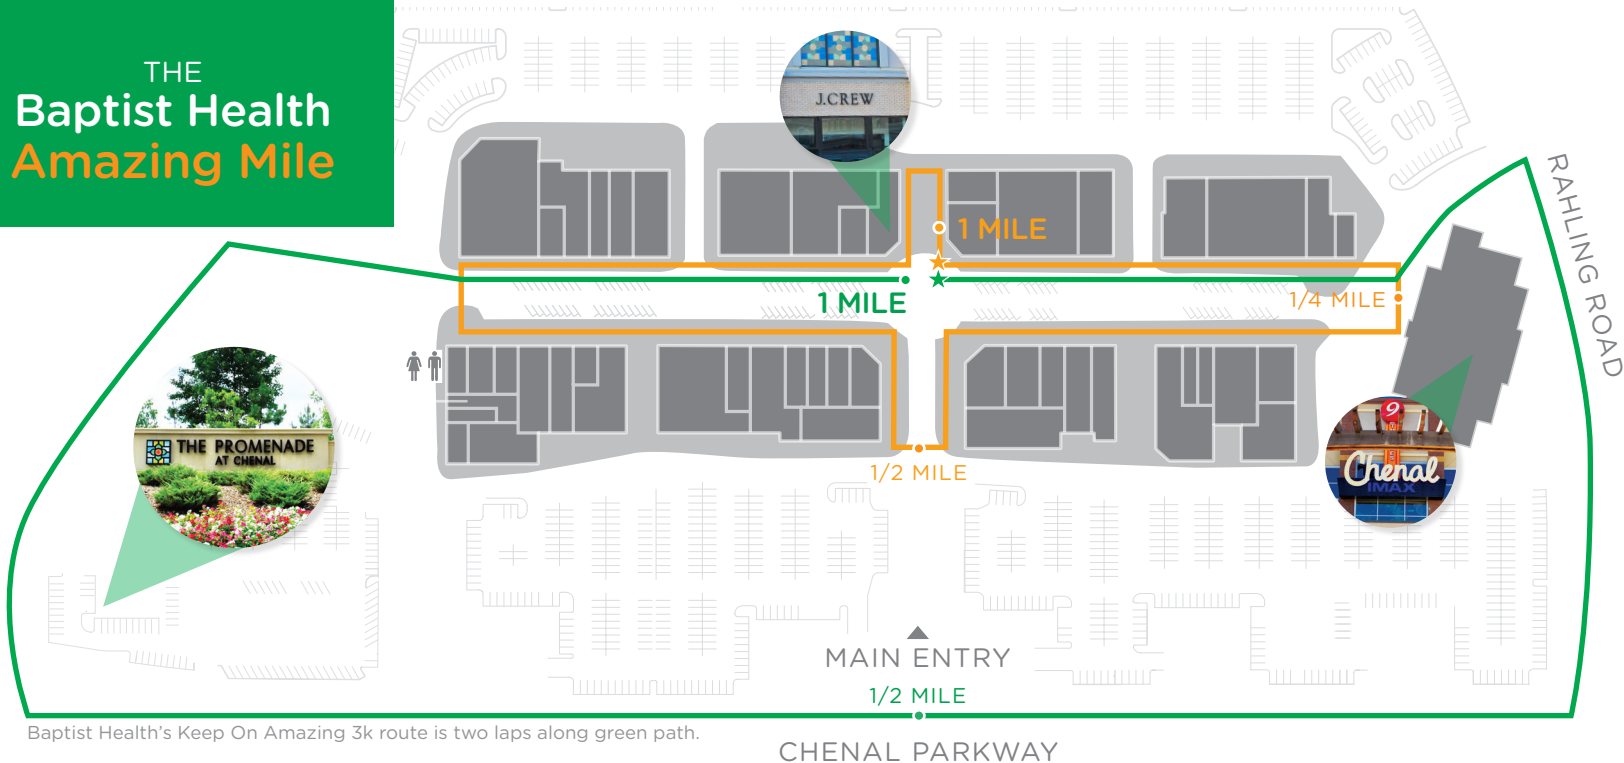 THE
Baptist Health
Amazing Mile
J.CREW
RAHLING ROAD
1 MILE
1 MILE
1/4 MILE
THE PROMENADE
AT CHENAL
9
Chenal
IMAX
1/2 MILE
MAIN ENTRY
1/2 MILE
Baptist Health's Keep On Amazing 3k route is two laps along green path.
CHENAL PARKWAY